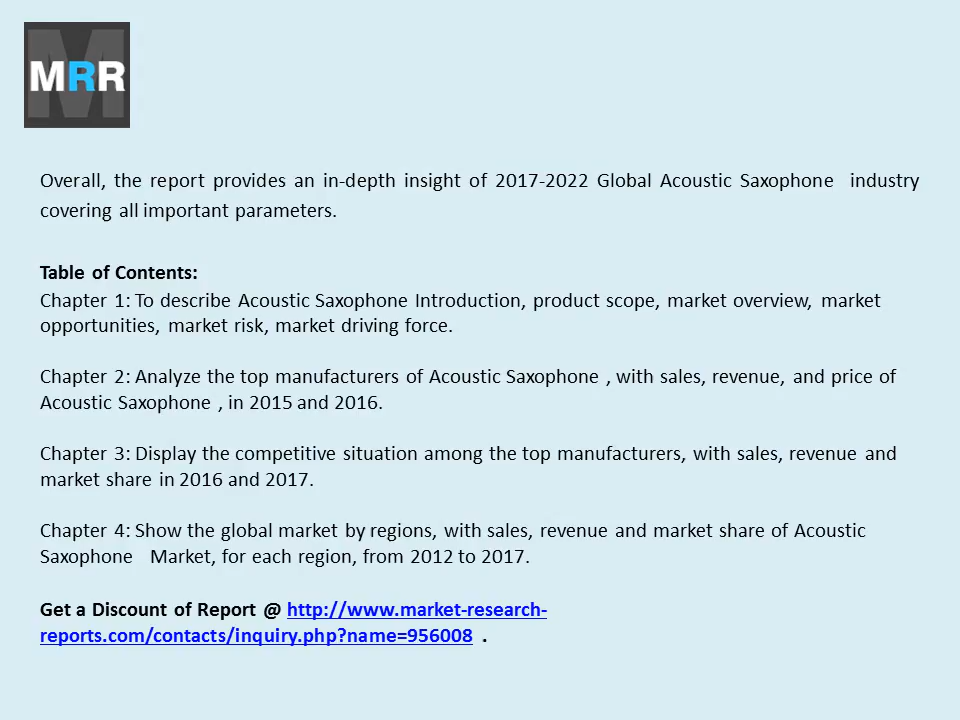 MRR
Overall, the report provides an in-depth insight of 2017-2022 Global Acoustic Saxophone industry
covering all important parameters.
Table of Contents:
Chapter 1: To describe Acoustic Saxophone Introduction, product scope, market overview, market
opportunities, market risk, market driving force.
Chapter 2: Analyze the top manufacturers of Acoustic Saxophone , with sales, revenue, and price of
Acoustic Saxophone , in 2015 and 2016.
Chapter 3: Display the competitive situation among the top manufacturers, with sales, revenue and
market share in 2016 and 2017.
Chapter 4: Show the global market by regions, with sales, revenue and market share of Acoustic
Saxophone Market, for each region, from 2012 to 2017.
Get a Discount of Report @ http://www.market-research-
reports.com/contacts/inquiry.php?name=956008 .